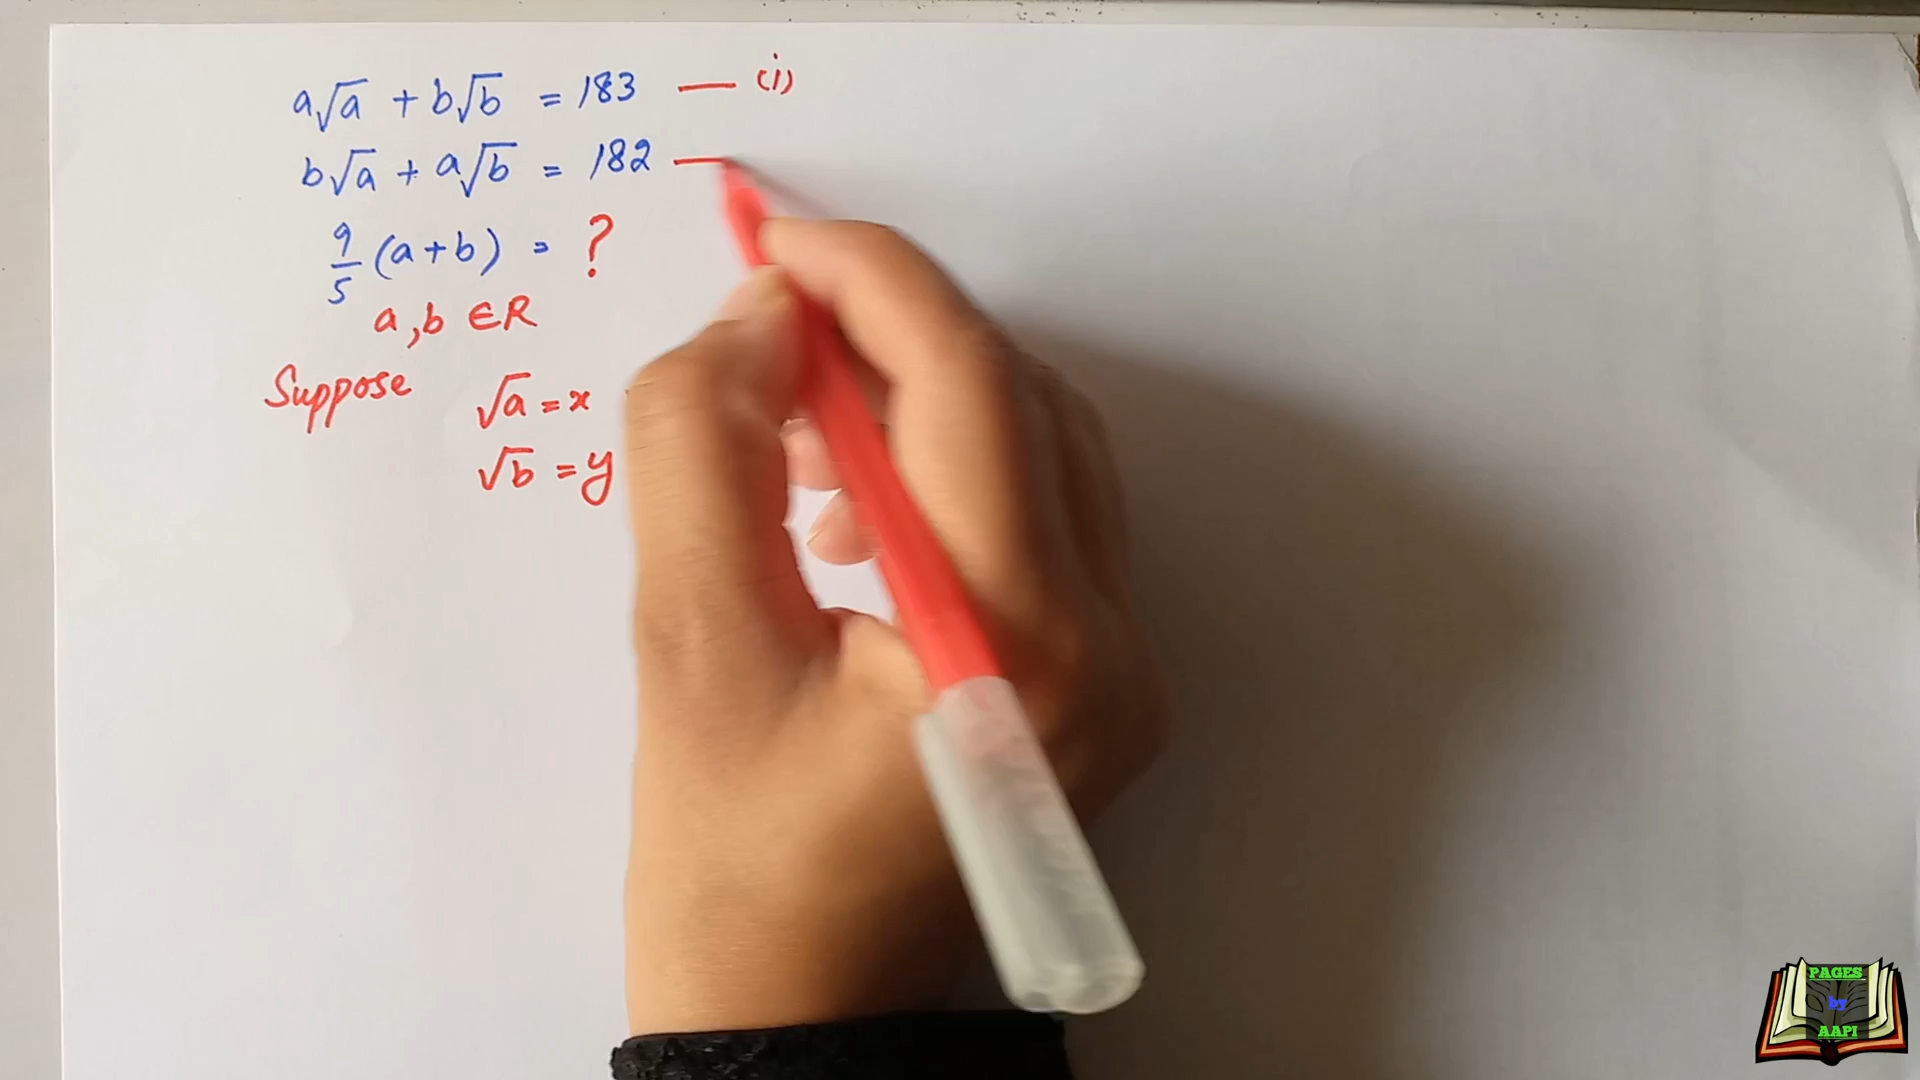 a√a + b√b = 183 — (i)
b√a + a√b = 182 —
9/5 (a+b) = ?
a,b ∈ R
Suppose √a = x
√b = y
PAGES
by
AAPI